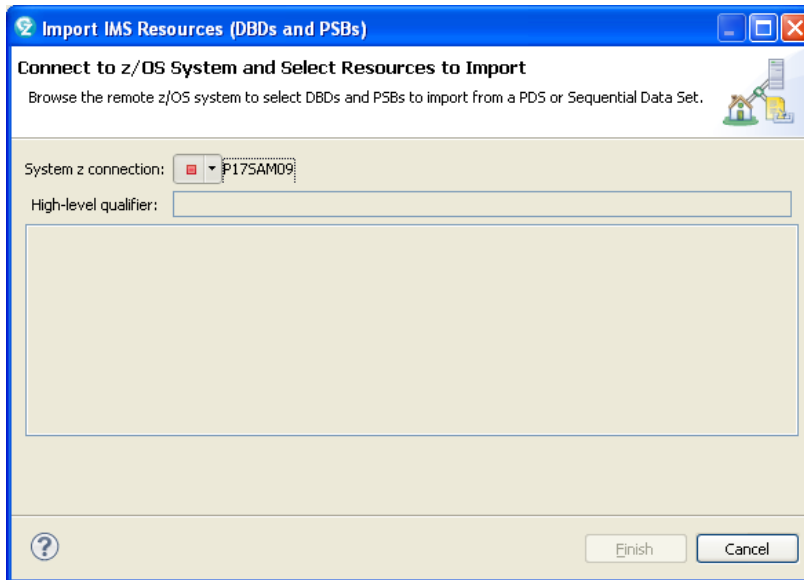 Import IMS Resources (DBDs and PSBs)
Connect to z/OS System and Select Resources to Import
Browse the remote z/OS system to select DBDs and PSBs to import from a PDS or Sequential Data Set.
System z connection: P17SAM09
High-level qualifier:
Finish Cancel